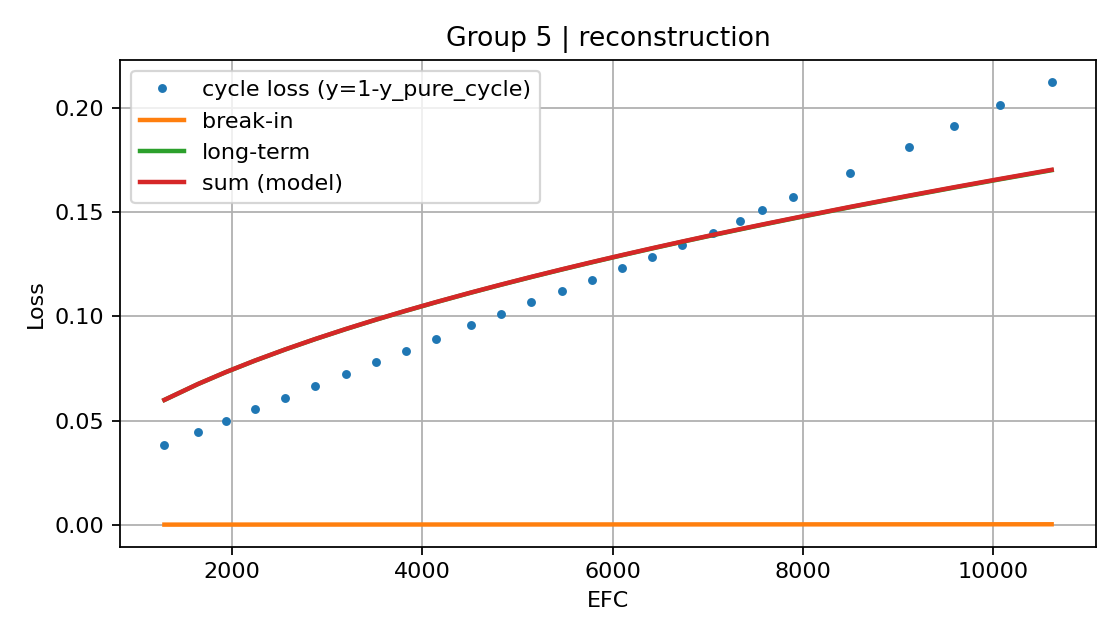 Group 5 | reconstruction
cycle loss (y=1-y_pure_cycle)
break-in
long-term
sum (model)
Loss
0.20
0.15
0.10
0.05
0.00
2000 4000 6000 8000 10000
EFC